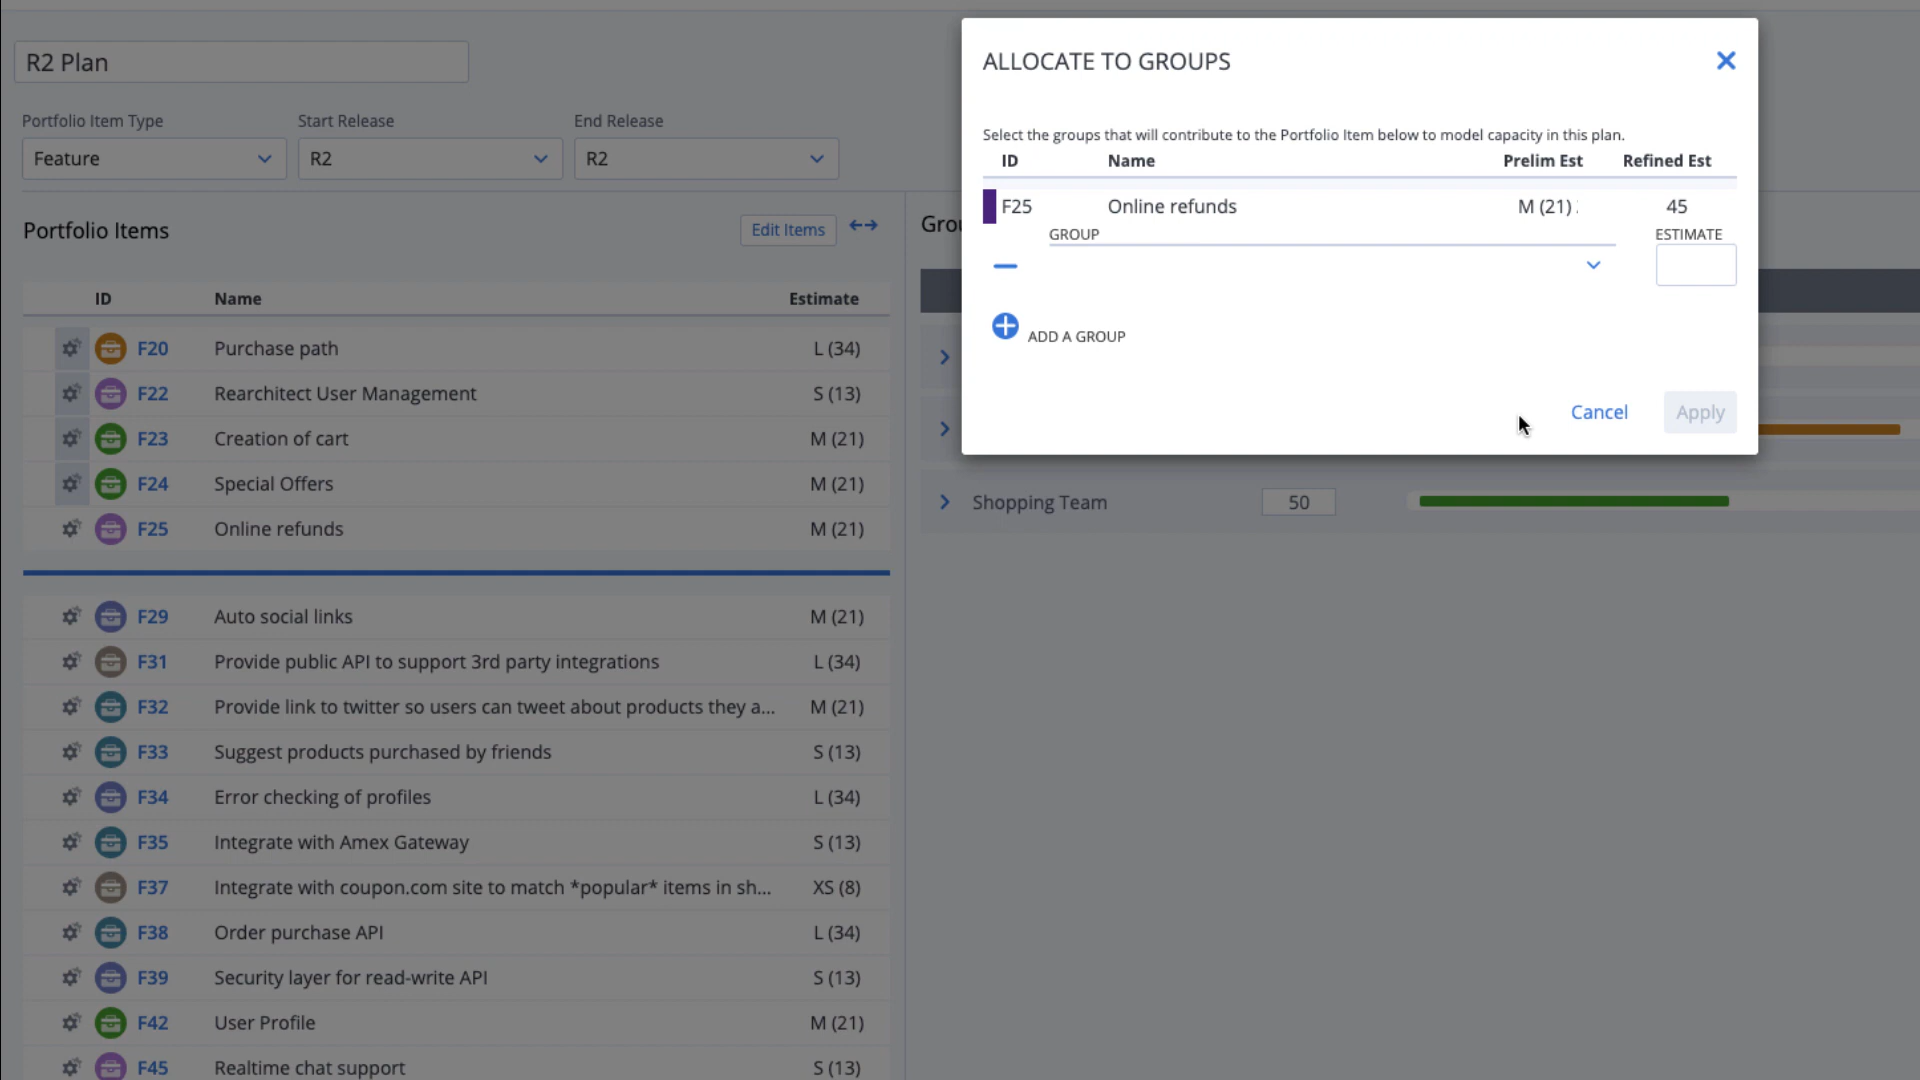 R2 Plan
Portfolio Item Type
Start Release
End Release
Feature
R2
R2
Portfolio Items
Edit Items
ID Name Estimate
F20 Purchase path L (34)
F22 Rearchitect User Management S (13)
F23 Creation of cart M (21)
F24 Special Offers M (21)
F25 Online refunds M (21)
F29 Auto social links M (21)
F31 Provide public API to support 3rd party integrations L (34)
F32 Provide link to twitter so users can tweet about products they a... M (21)
F33 Suggest products purchased by friends S (13)
F34 Error checking of profiles L (34)
F35 Integrate with Amex Gateway S (13)
F37 Integrate with coupon.com site to match *popular* items in sh... XS (8)
F38 Order purchase API L (34)
F39 Security layer for read-write API S (13)
F42 User Profile M (21)
F45 Realtime chat support S (13)
ALLOCATE TO GROUPS
Select the groups that will contribute to the Portfolio Item below to model capacity in this plan.
ID Name Prelim Est Refined Est
F25 Online refunds M (21) 45
GROUP ESTIMATE
ADD A GROUP
Cancel Apply
Shopping Team 50